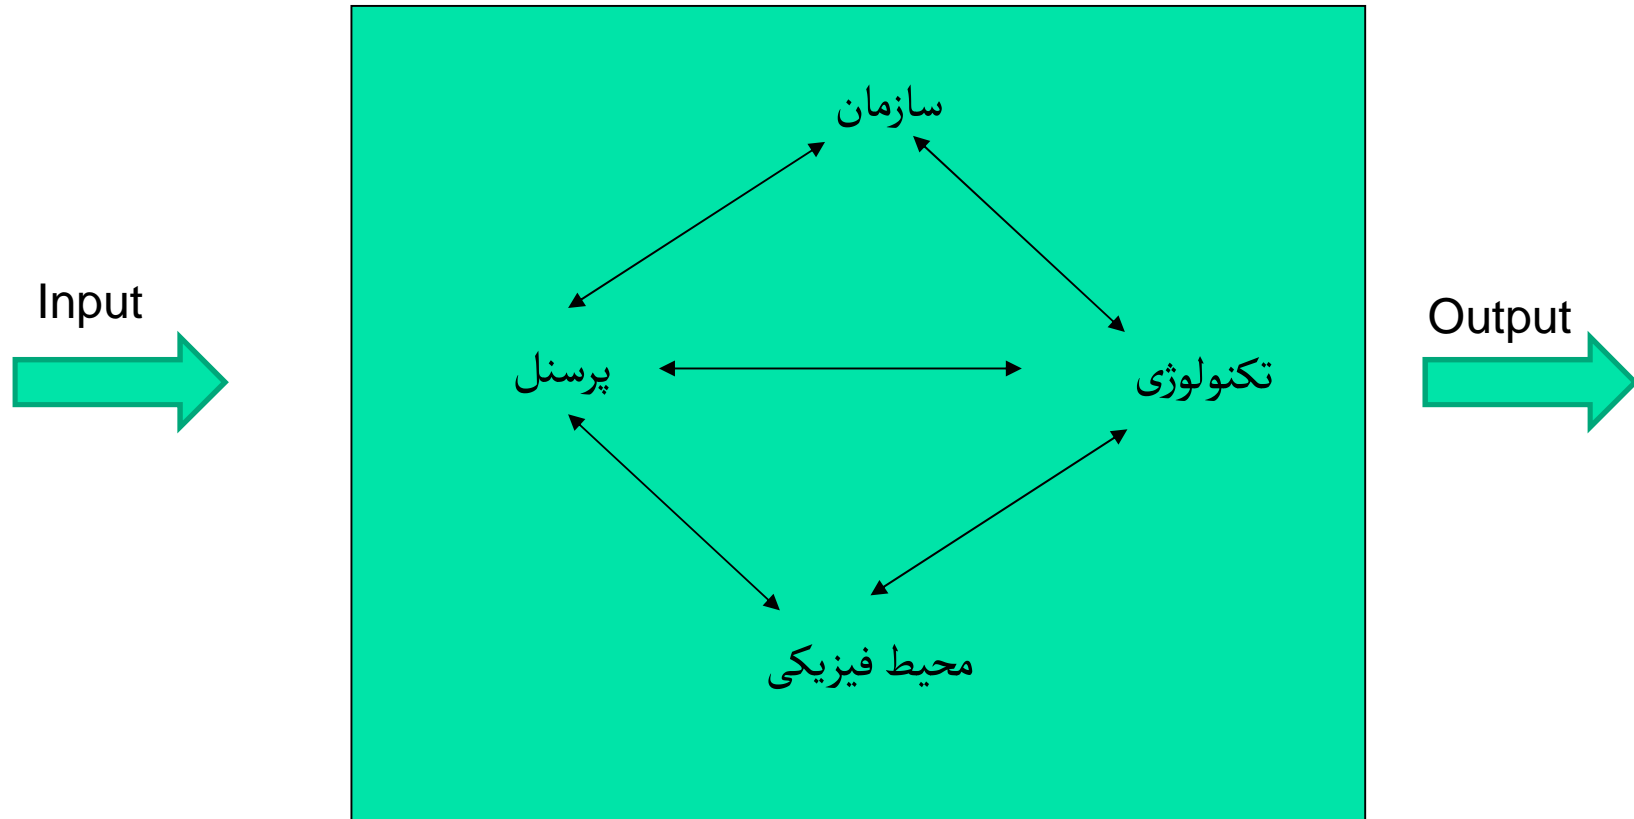 سازمان
Input
Output
پرسنل
تکنولوژی
محیط فیزیکی